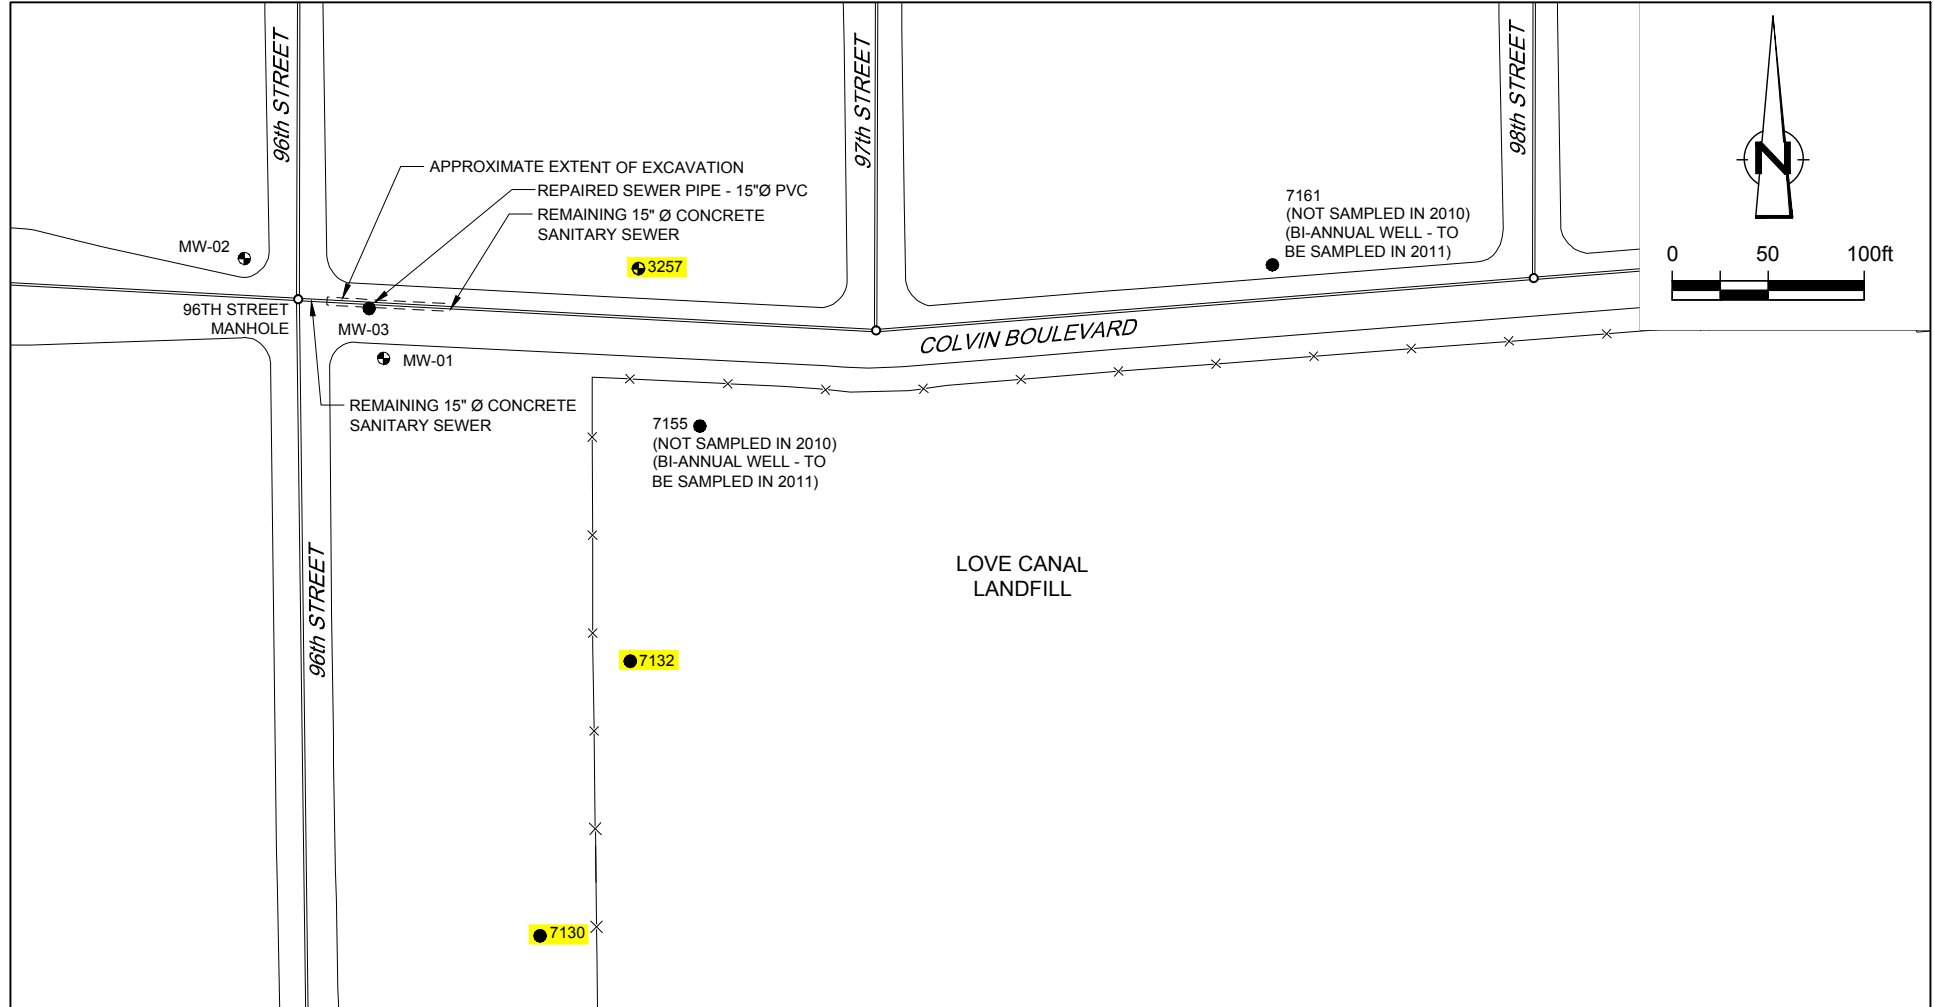 96th STREET
97th STREET
98th STREET
N
APPROXIMATE EXTENT OF EXCAVATION
REPAIRED SEWER PIPE - 15"Ø PVC
REMAINING 15" Ø CONCRETE
SANITARY SEWER
7161
(NOT SAMPLED IN 2010)
(BI-ANNUAL WELL - TO
BE SAMPLED IN 2011)
MW-02
3257
0 50 100ft
96TH STREET
MANHOLE
MW-03
COLVIN BOULEVARD
MW-01
REMAINING 15" Ø CONCRETE
SANITARY SEWER
7155
(NOT SAMPLED IN 2010)
(BI-ANNUAL WELL - TO
BE SAMPLED IN 2011)
LOVE CANAL
LANDFILL
96th STREET
7132
7130